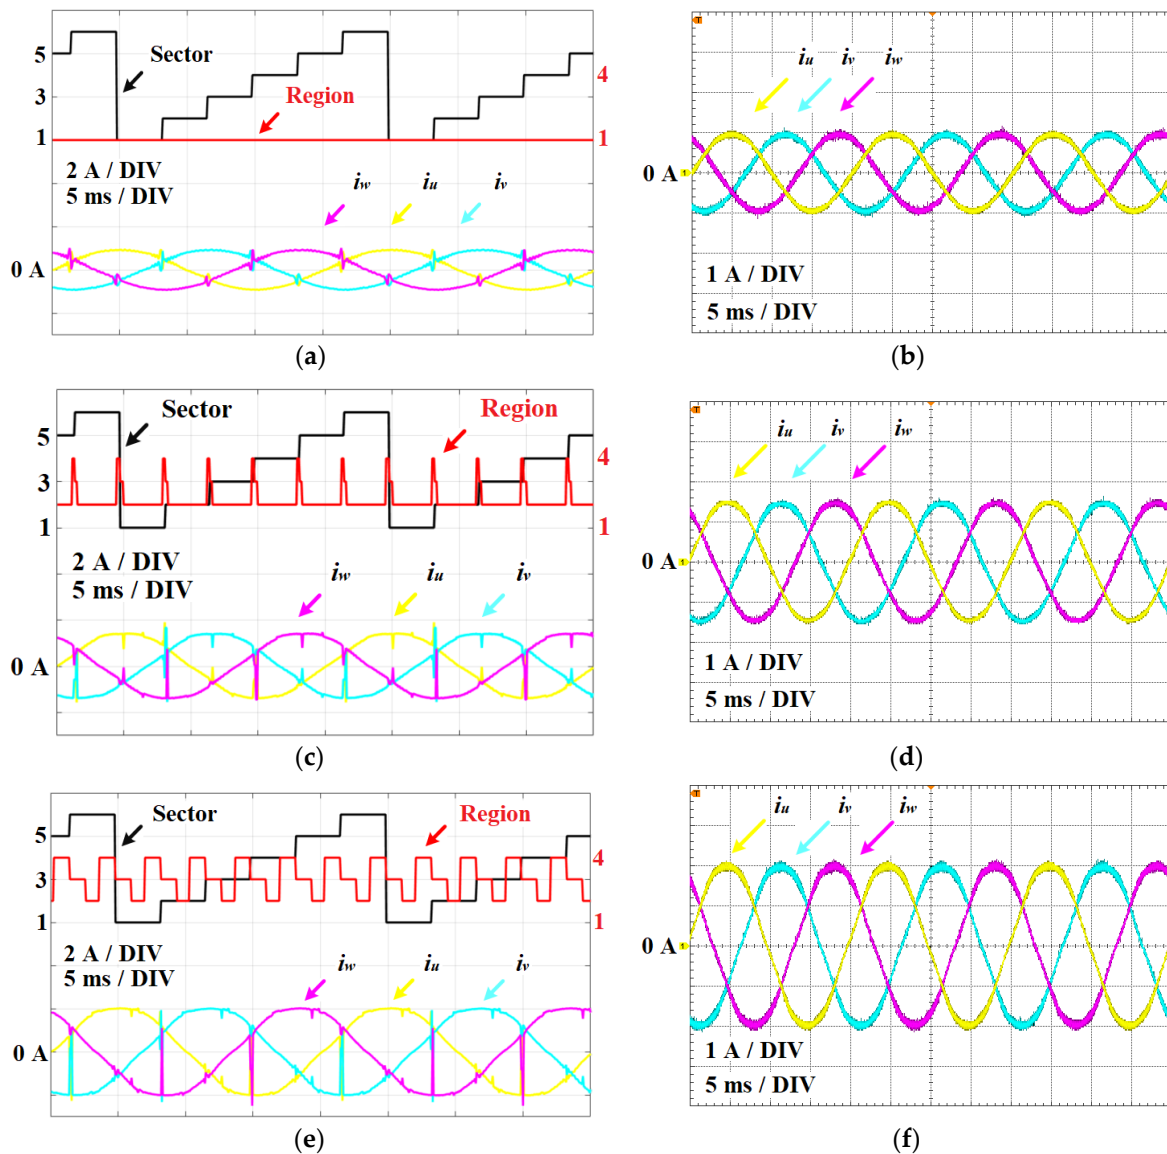 5
3
1
Sector
Region
4
1
2 A / DIV
5 ms / DIV
iw iu iv
0 A
(a)
T
iu iv iw
0 A
1
1 A / DIV
5 ms / DIV
(b)
5
3
1
Sector
Region
4
1
2 A / DIV
5 ms / DIV
iw iu iv
0 A
(c)
T
iu iv iw
0 A
1
1 A / DIV
5 ms / DIV
(d)
5
3
1
Sector
Region
4
1
2 A / DIV
5 ms / DIV
iw iu iv
0 A
(e)
T
iu iv iw
0 A
1
1 A / DIV
5 ms / DIV
(f)